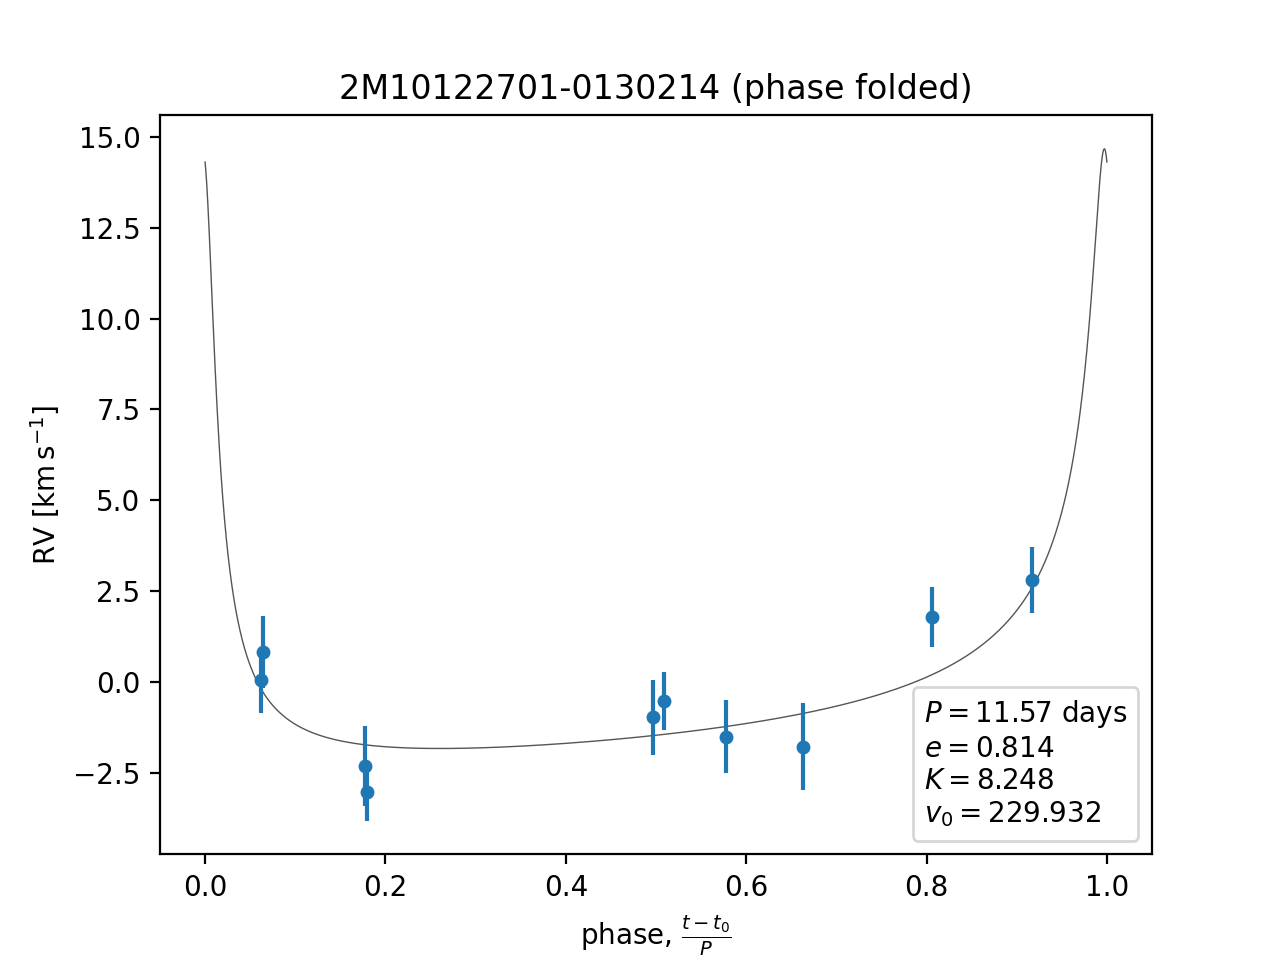 2M10122701-0130214 (phase folded)
15.0
12.5
10.0
7.5
5.0
2.5
0.0
−2.5
RV [km s⁻¹]
P = 11.57 days
e = 0.814
K = 8.248
v₀ = 229.932
0.0 0.2 0.4 0.6 0.8 1.0
phase, (t − t₀)/P